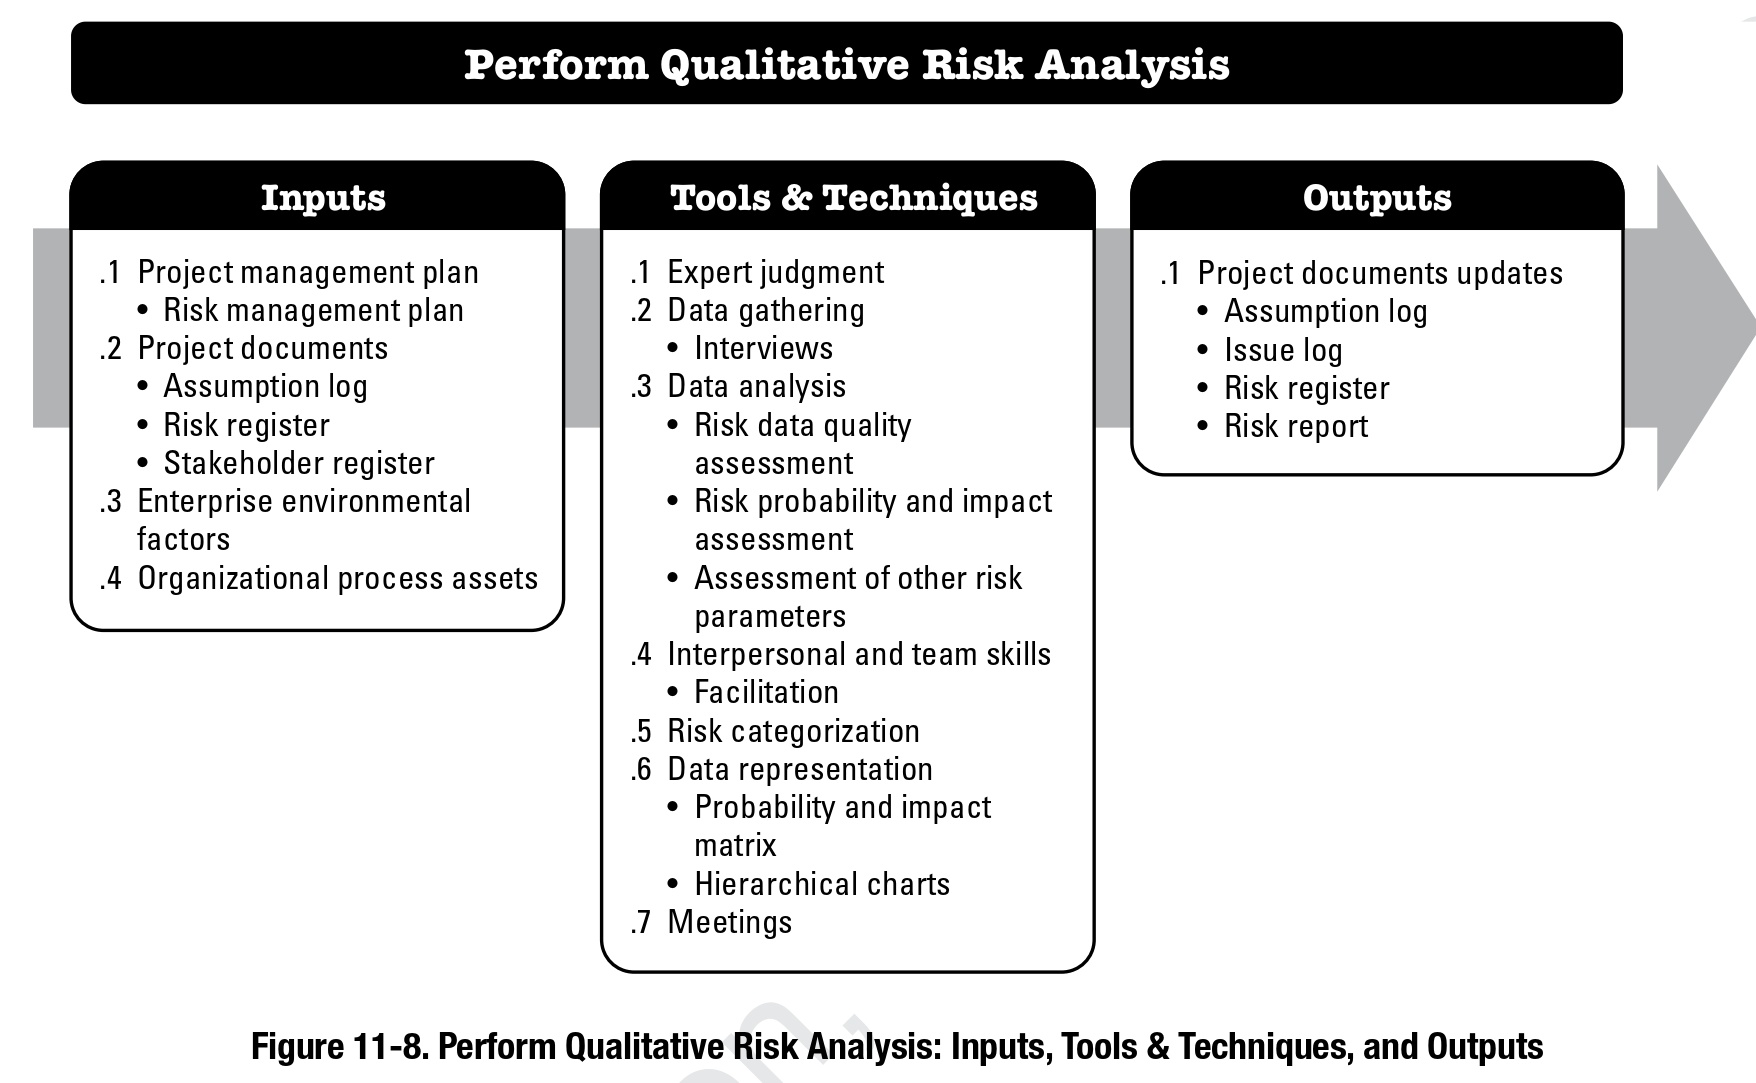 Perform Qualitative Risk Analysis
Inputs
.1 Project management plan
• Risk management plan
.2 Project documents
• Assumption log
• Risk register
• Stakeholder register
.3 Enterprise environmental
factors
.4 Organizational process assets
Tools & Techniques
.1 Expert judgment
.2 Data gathering
• Interviews
.3 Data analysis
• Risk data quality
assessment
• Risk probability and impact
assessment
• Assessment of other risk
parameters
.4 Interpersonal and team skills
• Facilitation
.5 Risk categorization
.6 Data representation
• Probability and impact
matrix
• Hierarchical charts
.7 Meetings
Outputs
.1 Project documents updates
• Assumption log
• Issue log
• Risk register
• Risk report
Figure 11-8. Perform Qualitative Risk Analysis: Inputs, Tools & Techniques, and Outputs